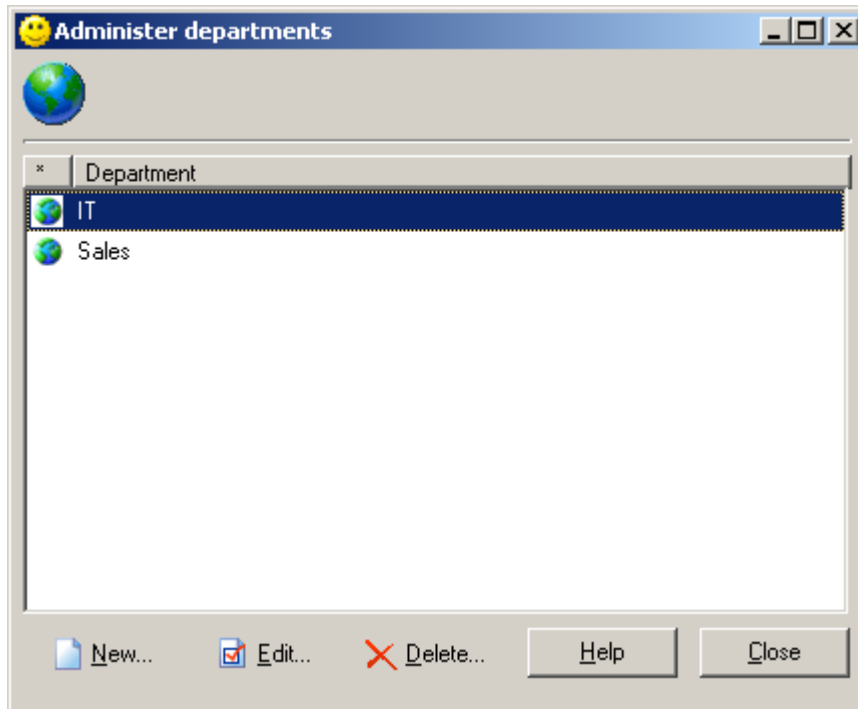 Administer departments
* Department
IT
Sales
New... Edit... Delete... Help Close